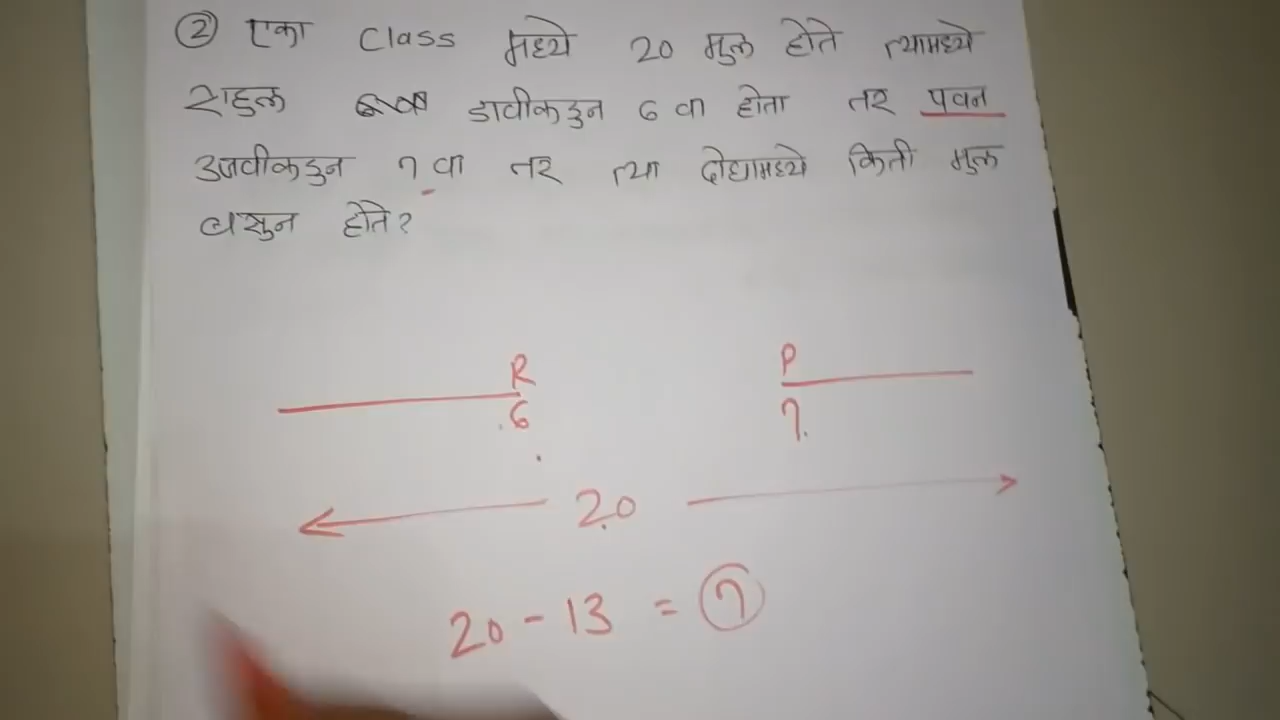 ② एका Class मध्ये 20 मुल होते त्यामध्ये
राहुल डावीकडुन 6 वा होता तर पवन
उजवीकडुन 7 वा तर त्या दोघामध्ये किती मुल
बसुन होते?
R P
6 7
20
20 - 13 = 7